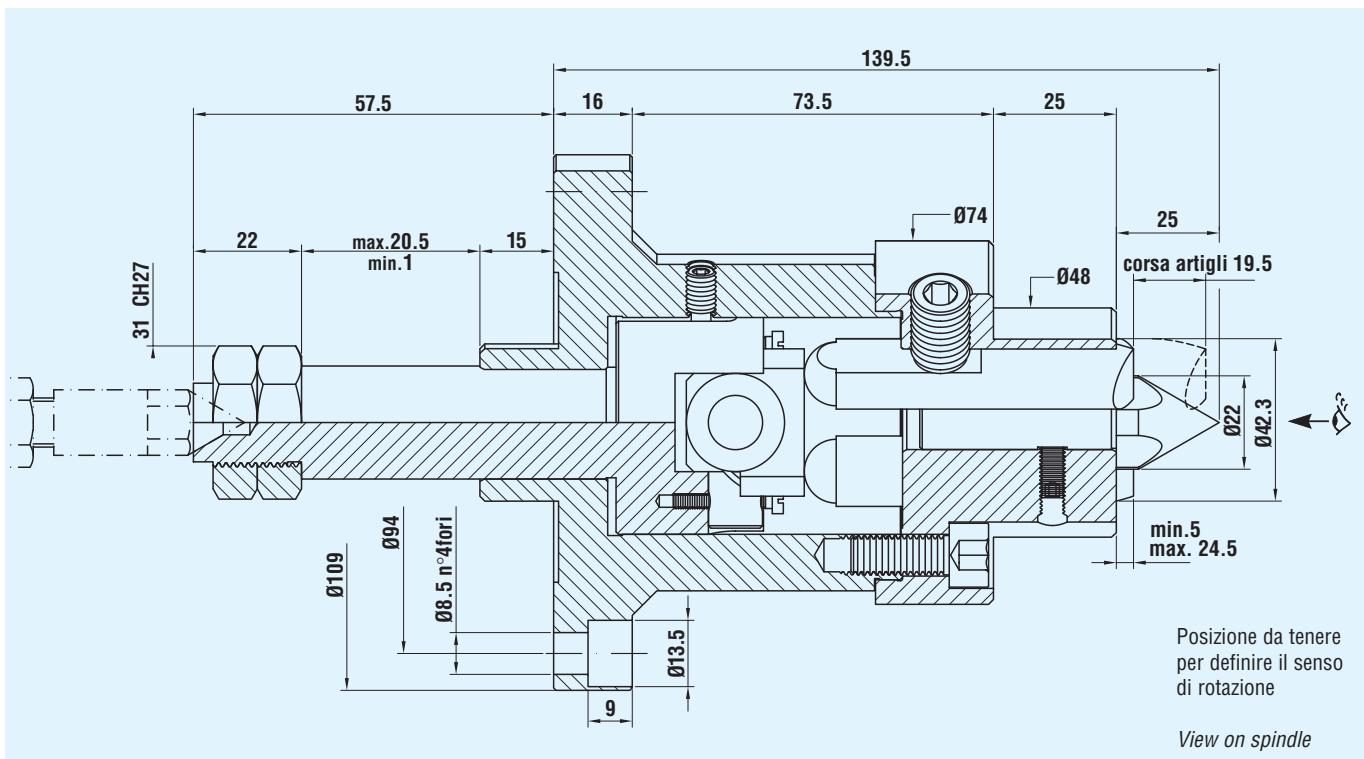 139.5
57.5
16
73.5
25
Ø74
25
22
max.20.5
min.1
15
corsa artigli 19.5
Ø48
31 CH27
Ø22
Ø42.3
min.5
max. 24.5
Ø94
Ø109
Ø8.5 n°4fori
Ø13.5
9
Posizione da tenere
per definire il senso
di rotazione
View on spindle